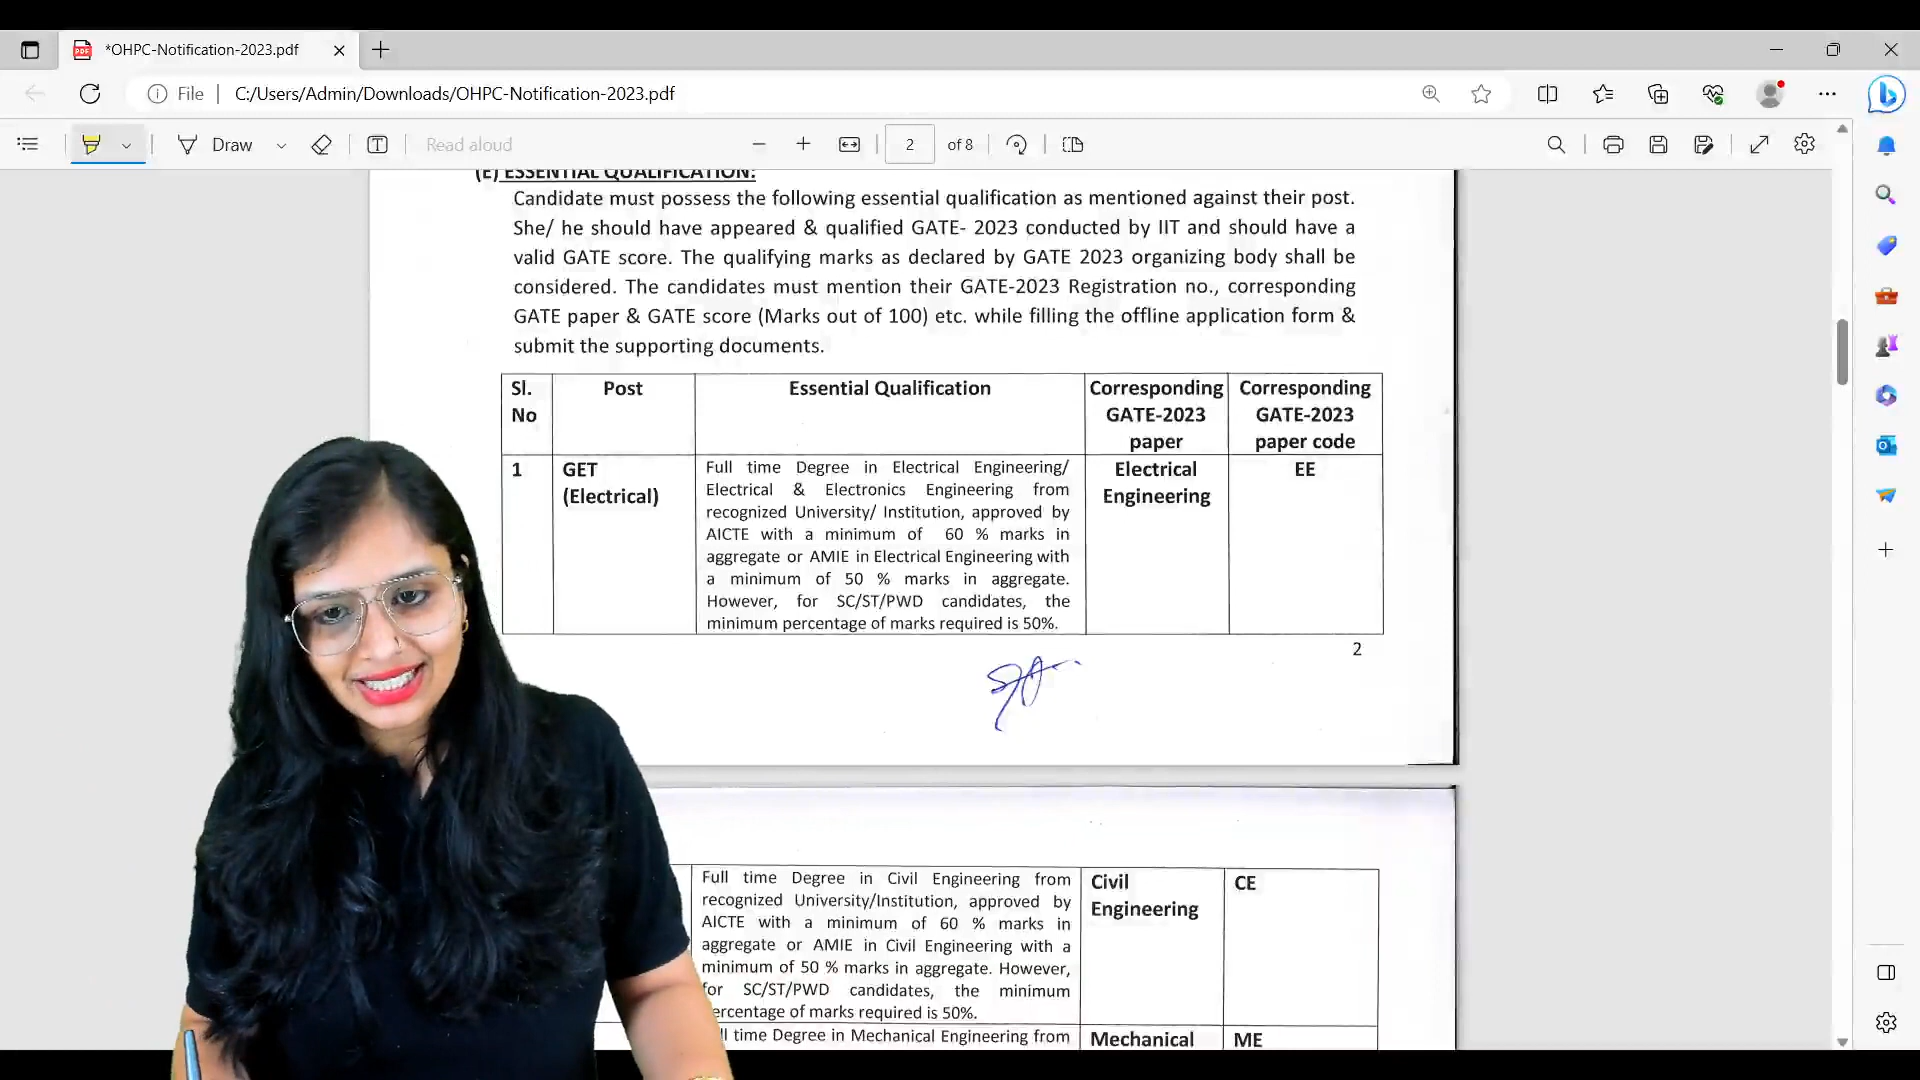 *OHPC-Notification-2023.pdf
File
C:/Users/Admin/Downloads/OHPC-Notification-2023.pdf
Draw
Read aloud
2
of 8
(E) ESSENTIAL QUALIFICATION:
Candidate must possess the following essential qualification as mentioned against their post.
She/ he should have appeared & qualified GATE- 2023 conducted by IIT and should have a
valid GATE score. The qualifying marks as declared by GATE 2023 organizing body shall be
considered. The candidates must mention their GATE-2023 Registration no., corresponding
GATE paper & GATE score (Marks out of 100) etc. while filling the offline application form &
submit the supporting documents.
Sl.
No
Post
Essential Qualification
Corresponding
GATE-2023
paper
Corresponding
GATE-2023
paper code
1
GET
(Electrical)
Full time Degree in Electrical Engineering/
Electrical & Electronics Engineering from
recognized University/ Institution, approved by
AICTE with a minimum of 60 % marks in
aggregate or AMIE in Electrical Engineering with
a minimum of 50 % marks in aggregate.
However, for SC/ST/PWD candidates, the
minimum percentage of marks required is 50%.
Electrical
Engineering
EE
2
Full time Degree in Civil Engineering from
recognized University/Institution, approved by
AICTE with a minimum of 60 % marks in
aggregate or AMIE in Civil Engineering with a
minimum of 50 % marks in aggregate. However,
for SC/ST/PWD candidates, the minimum
percentage of marks required is 50%.
Civil
Engineering
CE
time Degree in Mechanical Engineering from
Mechanical
ME